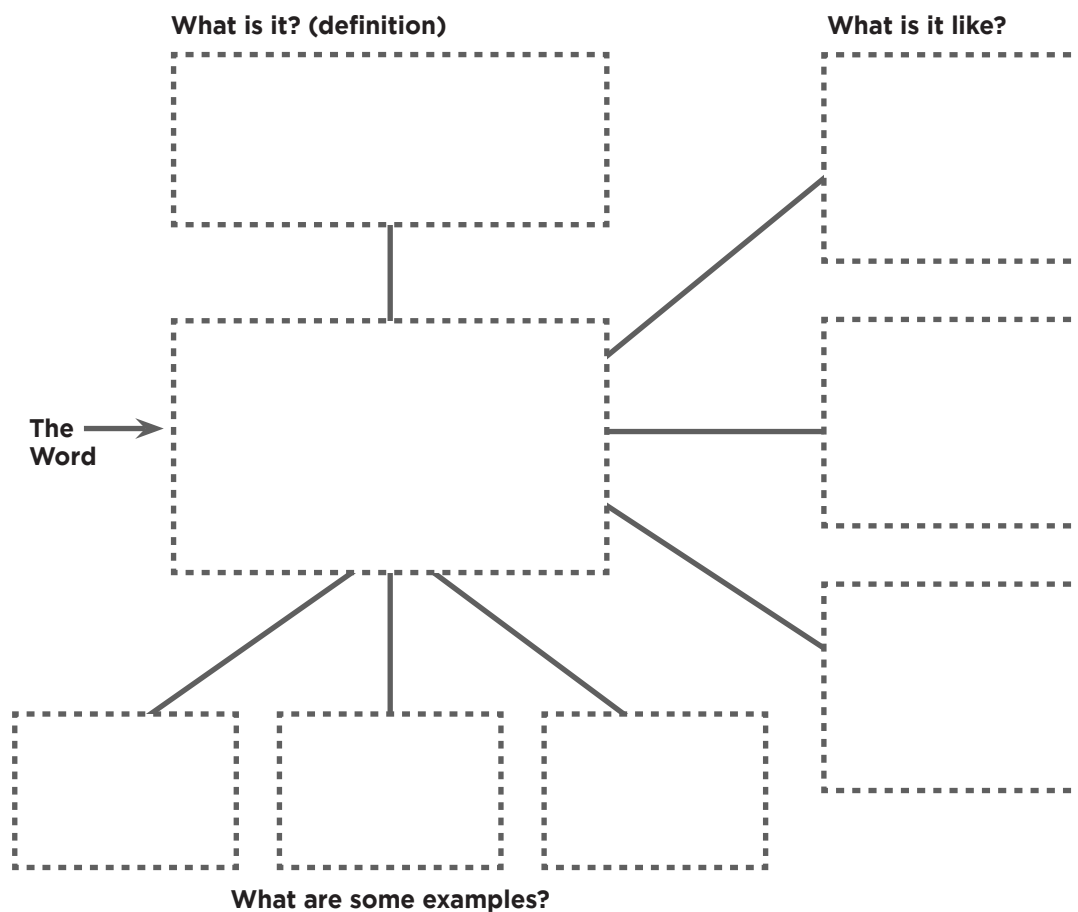 What is it? (definition)
What is it like?
The
Word
What are some examples?